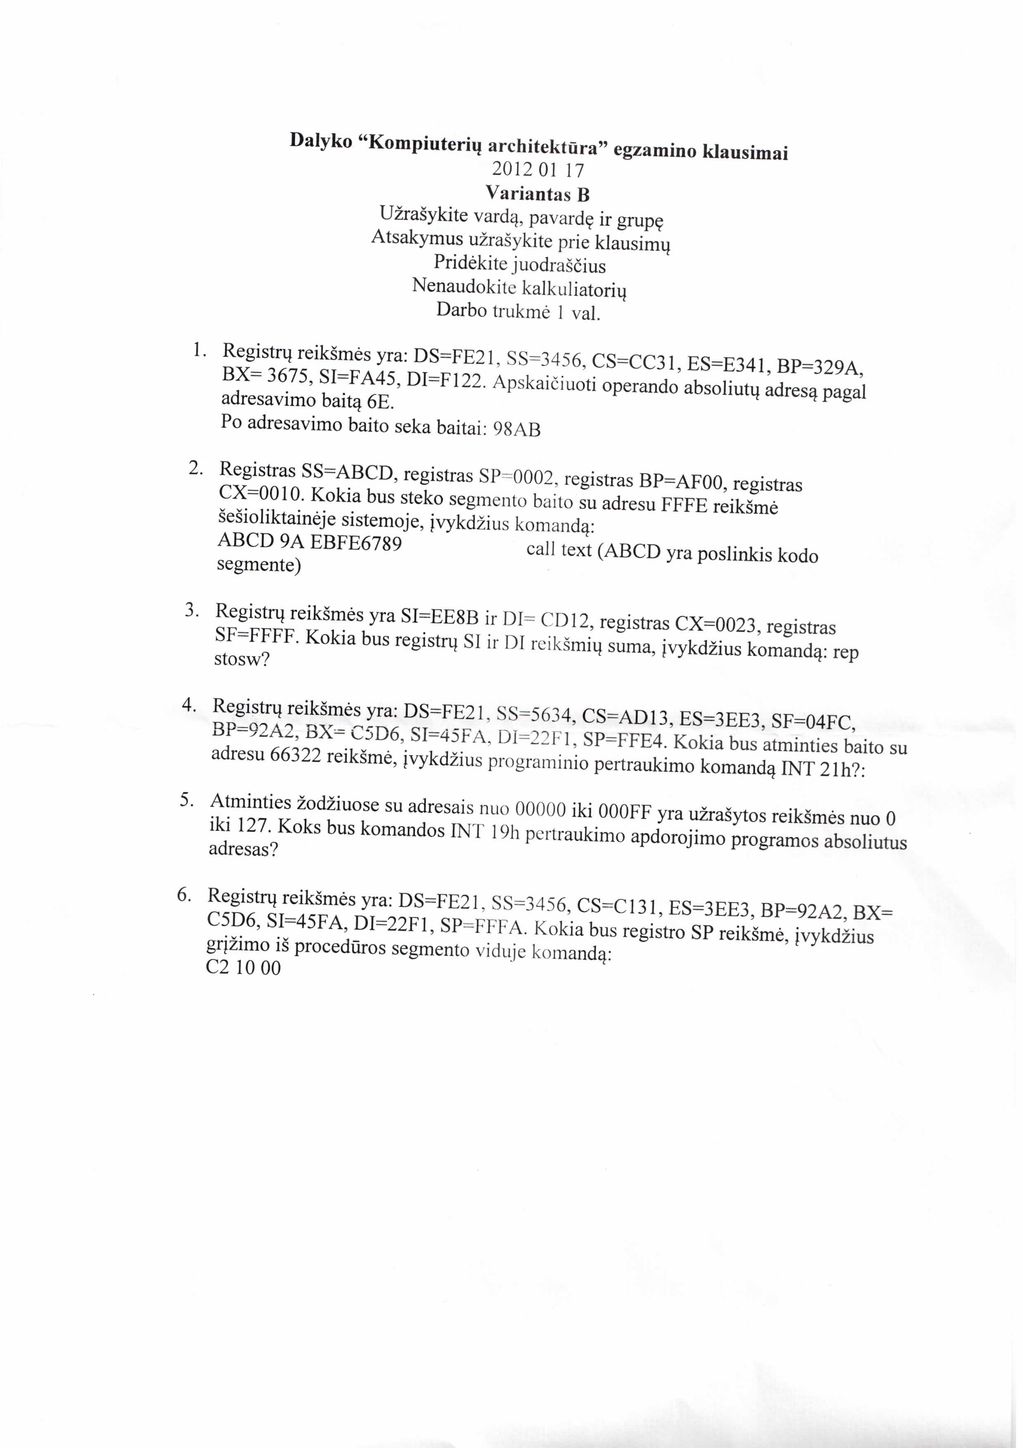 Dalyko “Kompiuterių architektūra” egzamino klausimai
2012 01 17
Variantas B
Užrašykite vardą, pavardę ir grupę
Atsakymus užrašykite prie klausimų
Pridėkite juodraščius
Nenaudokite kalkuliatorių
Darbo trukmė 1 val.
1. Registrų reikšmės yra: DS=FE21, SS=3456, CS=CC31, ES=E341, BP=329A,
BX= 3675, SI=FA45, DI=F122. Apskaičiuoti operando absoliutų adresą pagal
adresavimo baitą 6E.
Po adresavimo baito seka baitai: 98AB
2. Registras SS=ABCD, registras SP=0002, registras BP=AF00, registras
CX=0010. Kokia bus steko segmento baito su adresu FFFE reikšmė
šešioliktainėje sistemoje, įvykdžius komandą:
ABCD 9A EBFE6789 call text (ABCD yra poslinkis kodo
segmente)
3. Registrų reikšmės yra SI=EE8B ir DI= CD12, registras CX=0023, registras
SF=FFFF. Kokia bus registrų SI ir DI reikšmių suma, įvykdžius komandą: rep
stosw?
4. Registrų reikšmės yra: DS=FE21, SS=5634, CS=AD13, ES=3EE3, SF=04FC,
BP=92A2, BX= C5D6, SI=45FA, DI=22F1, SP=FFE4. Kokia bus atminties baito su
adresu 66322 reikšmė, įvykdžius programinio pertraukimo komandą INT 21h?:
5. Atminties žodžiuose su adresais nuo 00000 iki 000FF yra užrašytos reikšmės nuo 0
iki 127. Koks bus komandos INT 19h pertraukimo apdorojimo programos absoliutus
adresas?
6. Registrų reikšmės yra: DS=FE21, SS=3456, CS=C131, ES=3EE3, BP=92A2, BX=
C5D6, SI=45FA, DI=22F1, SP=FFFA. Kokia bus registro SP reikšmė, įvykdžius
grįžimo iš procedūros segmento viduje komandą:
C2 10 00